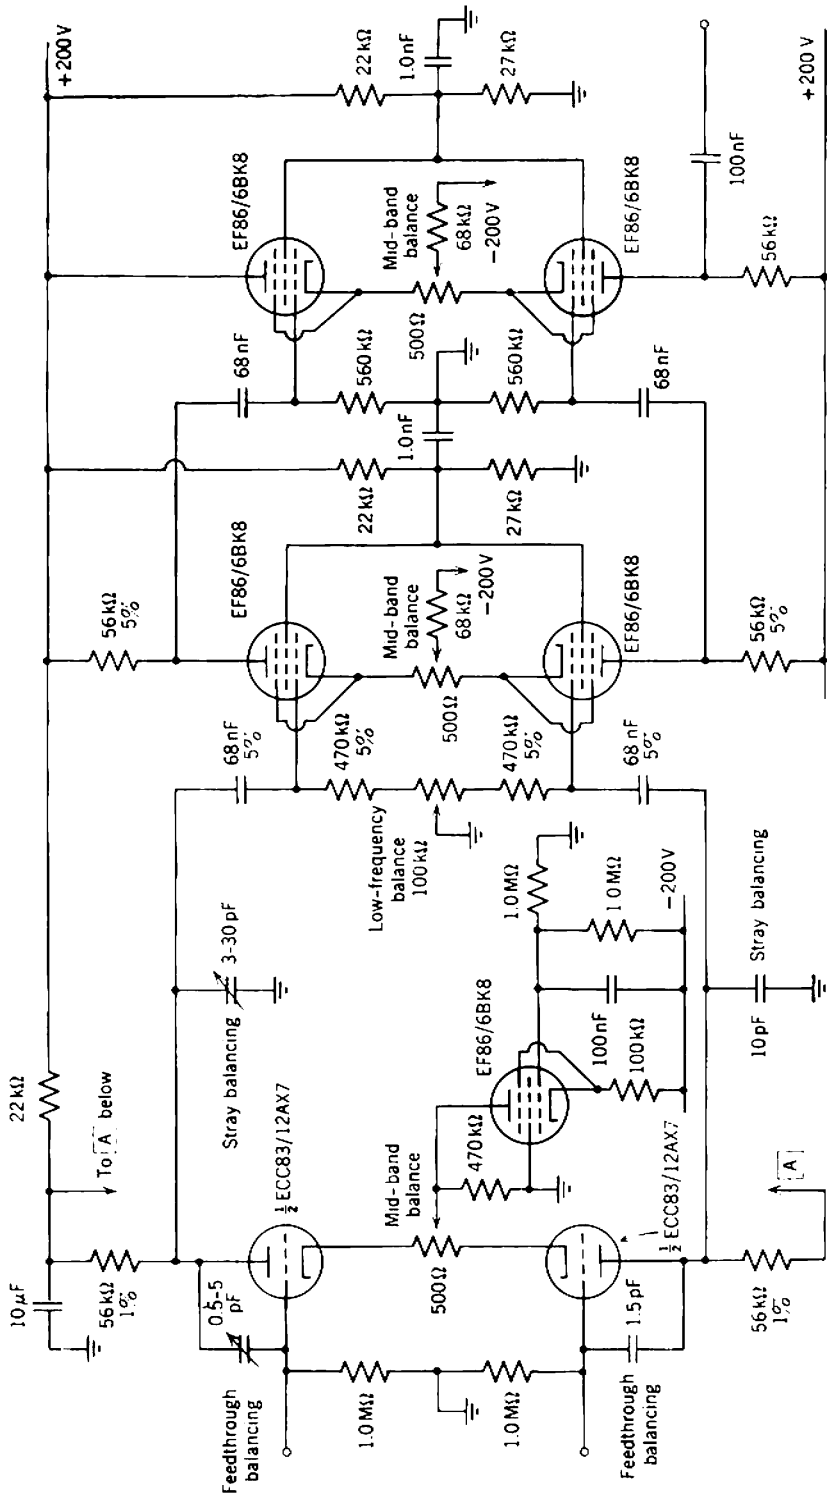 10 µF
22 kΩ
+200 V
To A below
56 kΩ
1%
56 kΩ
5%
0.5-5
pF
Feedthrough
balancing
Stray balancing
3-30 pF
68 nF
5%
68 nF
½ ECC83/12AX7
EF86/6BK8
EF86/6BK8
1.0 MΩ
470 kΩ
5%
560 kΩ
22 kΩ
22 kΩ
1.0 nF
1.0 nF
Mid-band
balance
500 Ω
Low-frequency
balance
100 kΩ
Mid-band
balance
500 Ω
68 kΩ
-200 V
Mid-band
balance
500 Ω
68 kΩ
-200 V
1.0 MΩ
470 kΩ
EF86/6BK8
1.0 MΩ
470 kΩ
5%
27 kΩ
560 kΩ
27 kΩ
100 nF
100 kΩ
1.0 MΩ
-200 V
1.5 pF
Feedthrough
balancing
½ ECC83/12AX7
68 nF
5%
EF86/6BK8
68 nF
EF86/6BK8
100 nF
56 kΩ
1%
A
10 pF
Stray balancing
56 kΩ
5%
56 kΩ
+200 V